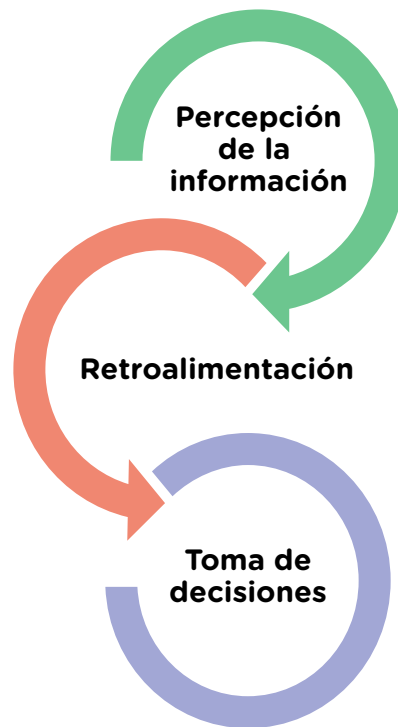 Percepción
de la
información
Retroalimentación
Toma de
decisiones